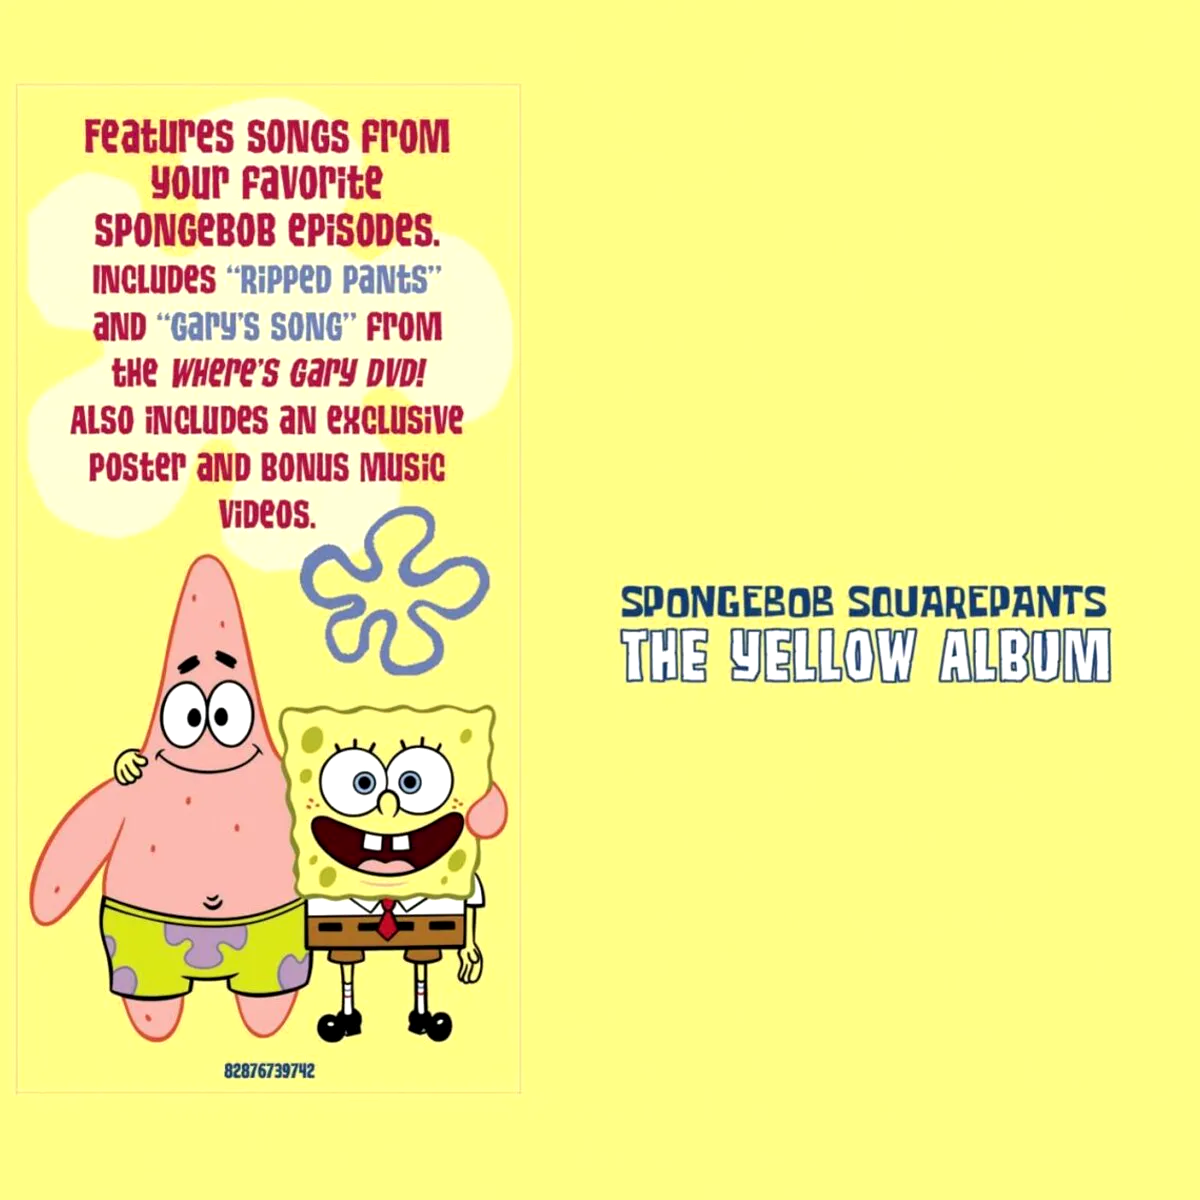 Features songs from
your favorite
SpongeBob episodes.
Includes “Ripped Pants”
and “Gary’s Song” from
the Where’s Gary DVD!
Also includes an exclusive
poster and bonus music
videos.
82876739742
SPONGEBOB SQUAREPANTS
THE YELLOW ALBUM